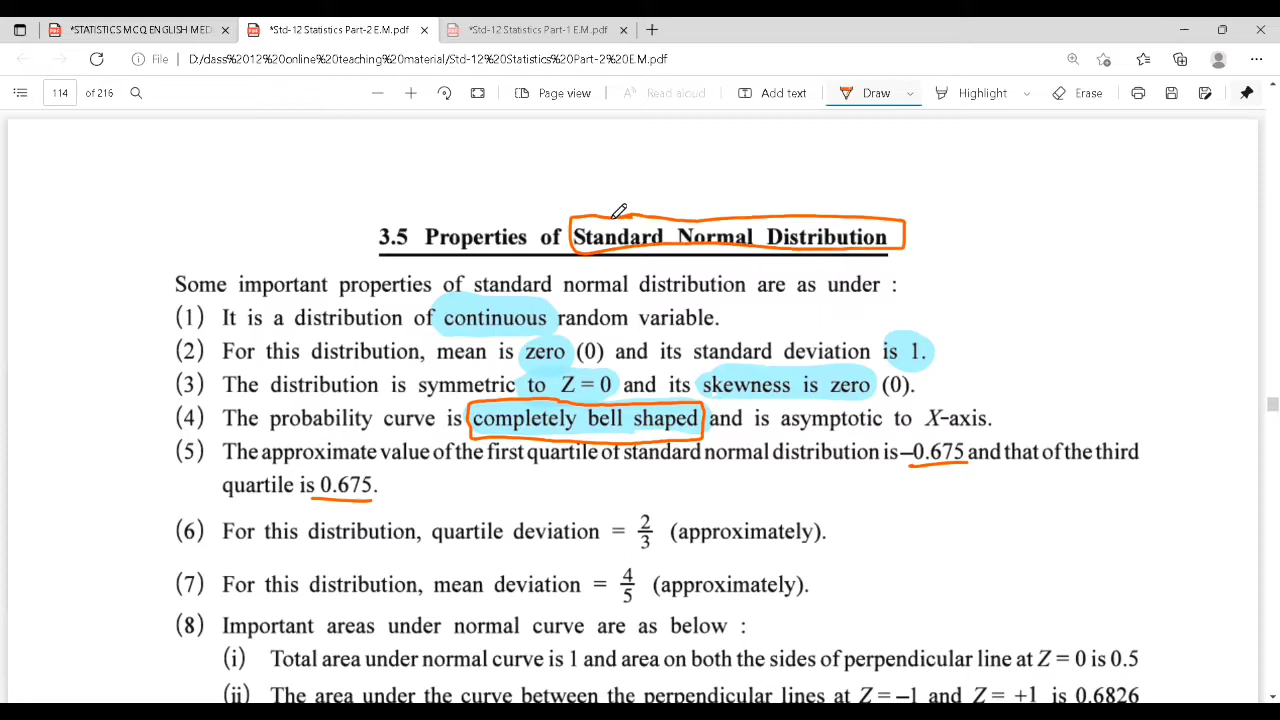 *STATISTICS MCQ ENGLISH MED
*Std-12 Statistics Part-2 E.M.pdf
*Std-12 Statistics Part-1 E.M.pdf
File
D:/class%2012%20online%20teaching%20material/Std-12%20Statistics%20Part-2%20E.M.pdf
114 of 216
Page view
Read aloud
Add text
Draw
Highlight
Erase
3.5 Properties of Standard Normal Distribution
Some important properties of standard normal distribution are as under :
(1) It is a distribution of continuous random variable.
(2) For this distribution, mean is zero (0) and its standard deviation is 1.
(3) The distribution is symmetric to Z = 0 and its skewness is zero (0).
(4) The probability curve is completely bell shaped and is asymptotic to X-axis.
(5) The approximate value of the first quartile of standard normal distribution is –0.675 and that of the third
quartile is 0.675.
(6) For this distribution, quartile deviation = 2/3 (approximately).
(7) For this distribution, mean deviation = 4/5 (approximately).
(8) Important areas under normal curve are as below :
(i) Total area under normal curve is 1 and area on both the sides of perpendicular line at Z = 0 is 0.5
(ii) The area under the curve between the perpendicular lines at Z = –1 and Z = +1 is 0.6826